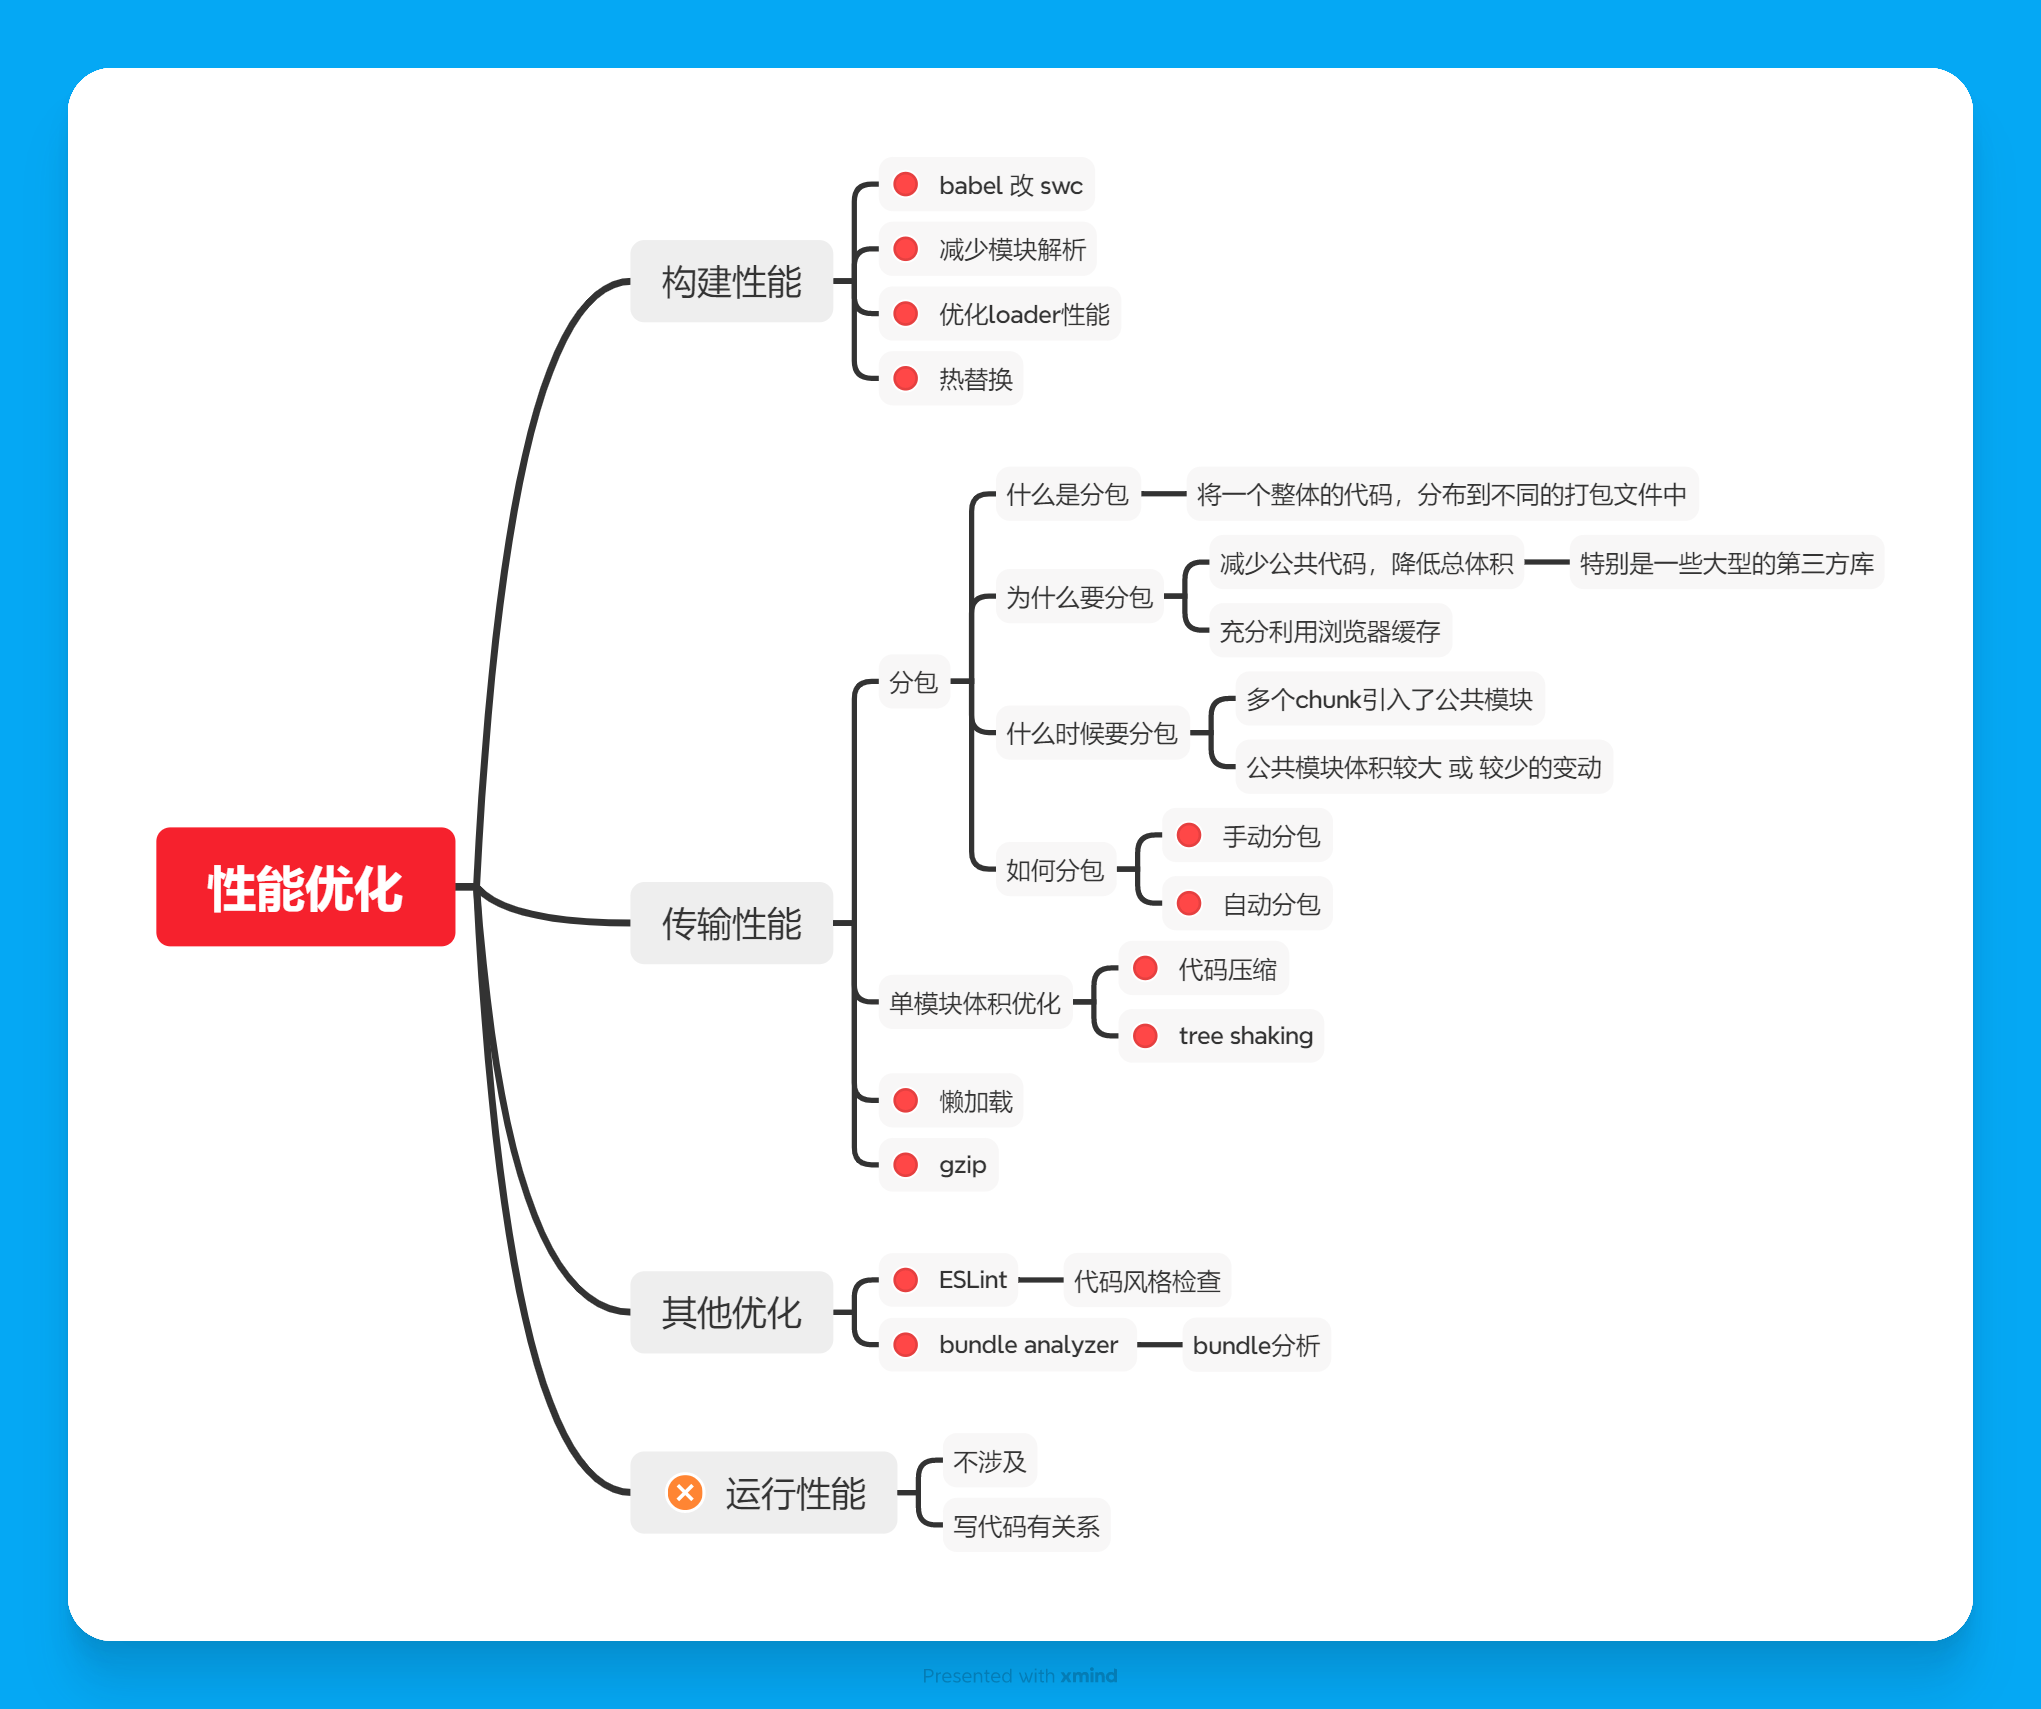 性能优化
构建性能
babel 改 swc
减少模块解析
优化loader性能
热替换
传输性能
分包
什么是分包
将一个整体的代码，分布到不同的打包文件中
为什么要分包
减少公共代码，降低总体积
特别是一些大型的第三方库
充分利用浏览器缓存
什么时候要分包
多个chunk引入了公共模块
公共模块体积较大 或 较少的变动
如何分包
手动分包
自动分包
单模块体积优化
代码压缩
tree shaking
懒加载
gzip
其他优化
ESLint
代码风格检查
bundle analyzer
bundle分析
运行性能
不涉及
写代码有关系
Presented with xmind